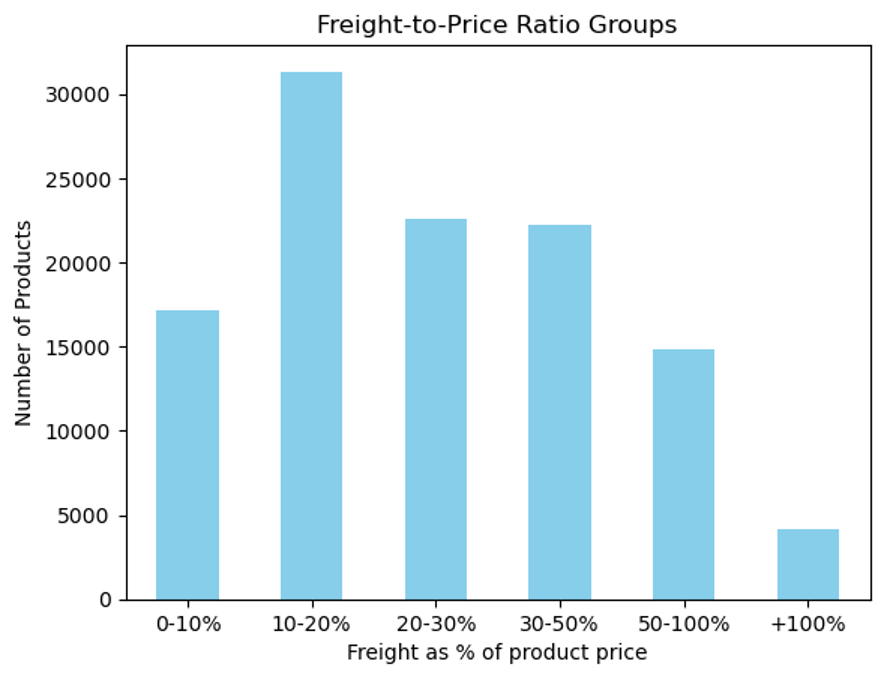 Freight-to-Price Ratio Groups
Number of Products
30000
25000
20000
15000
10000
5000
0
0-10% 10-20% 20-30% 30-50% 50-100% +100%
Freight as % of product price